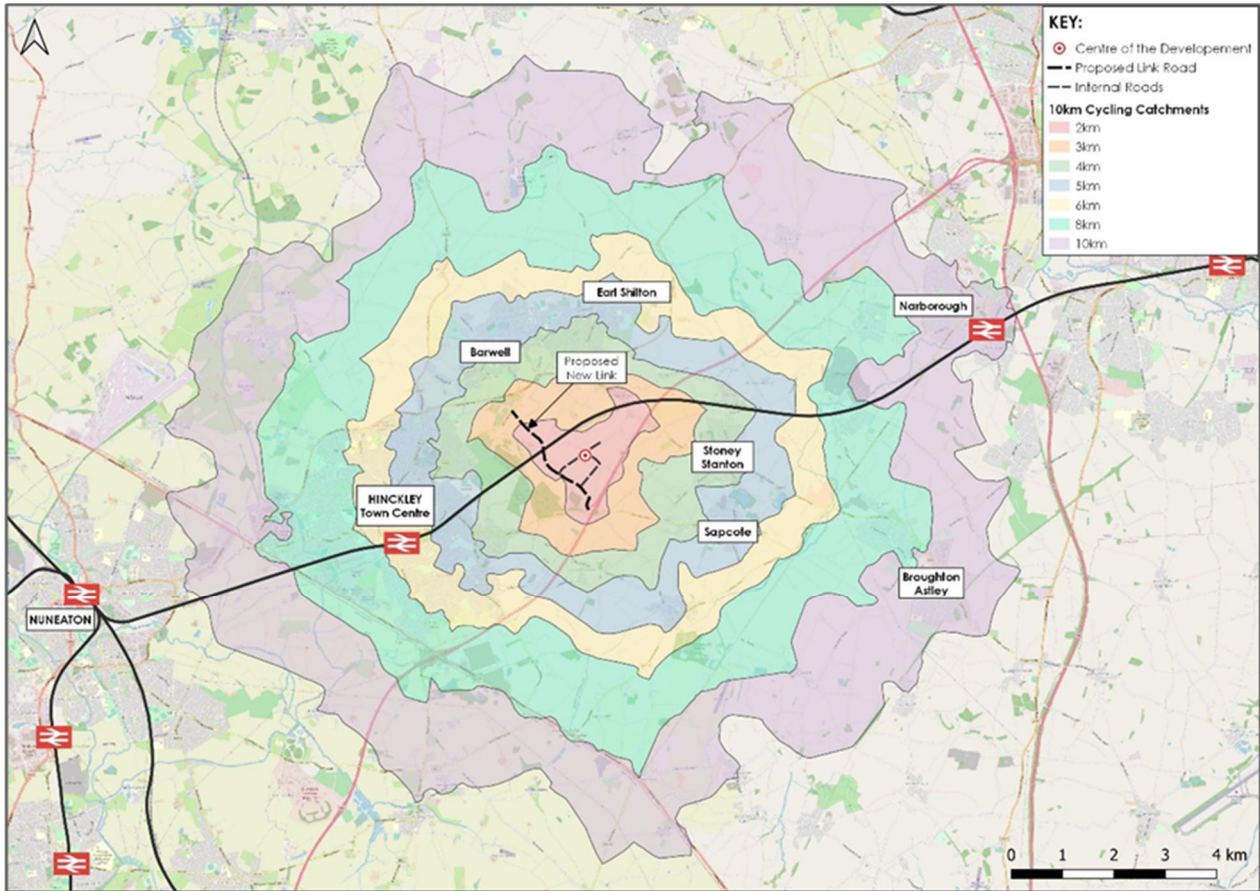 KEY:
Centre of the Developement
Proposed Link Road
Internal Roads
10km Cycling Catchments
2km
3km
4km
5km
6km
8km
10km
Earl Shilton
Narborough
Barwell
Proposed
New Link
Stoney
Stanton
HINCKLEY
Town Centre
Sapcote
Broughton
Astley
NUNEATON
0 1 2 3 4 km